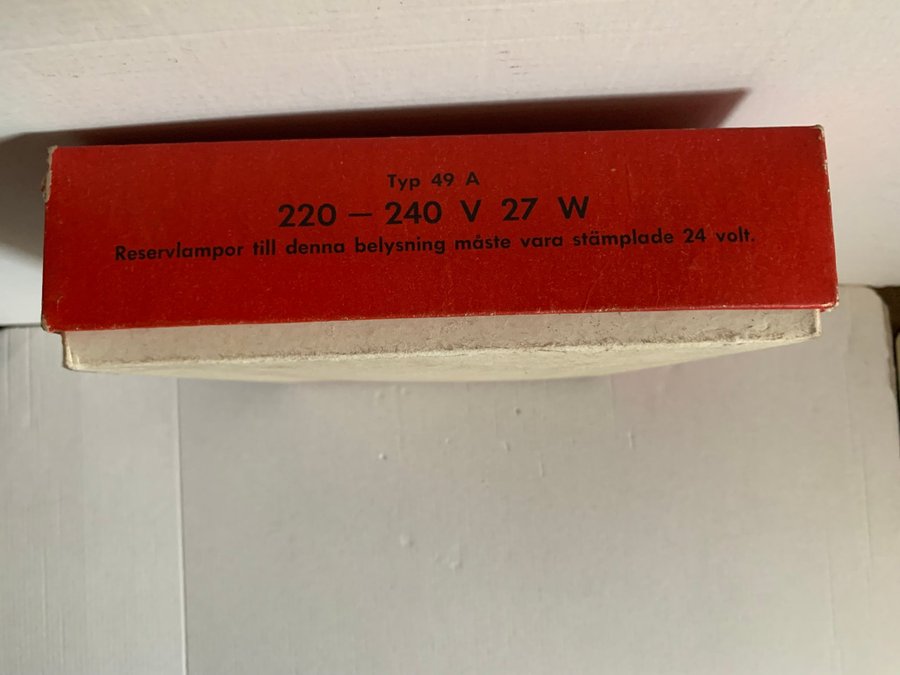 Typ 49 A
220 — 240 V 27 W
Reservlampor till denna belysning måste vara stämplade 24 volt.